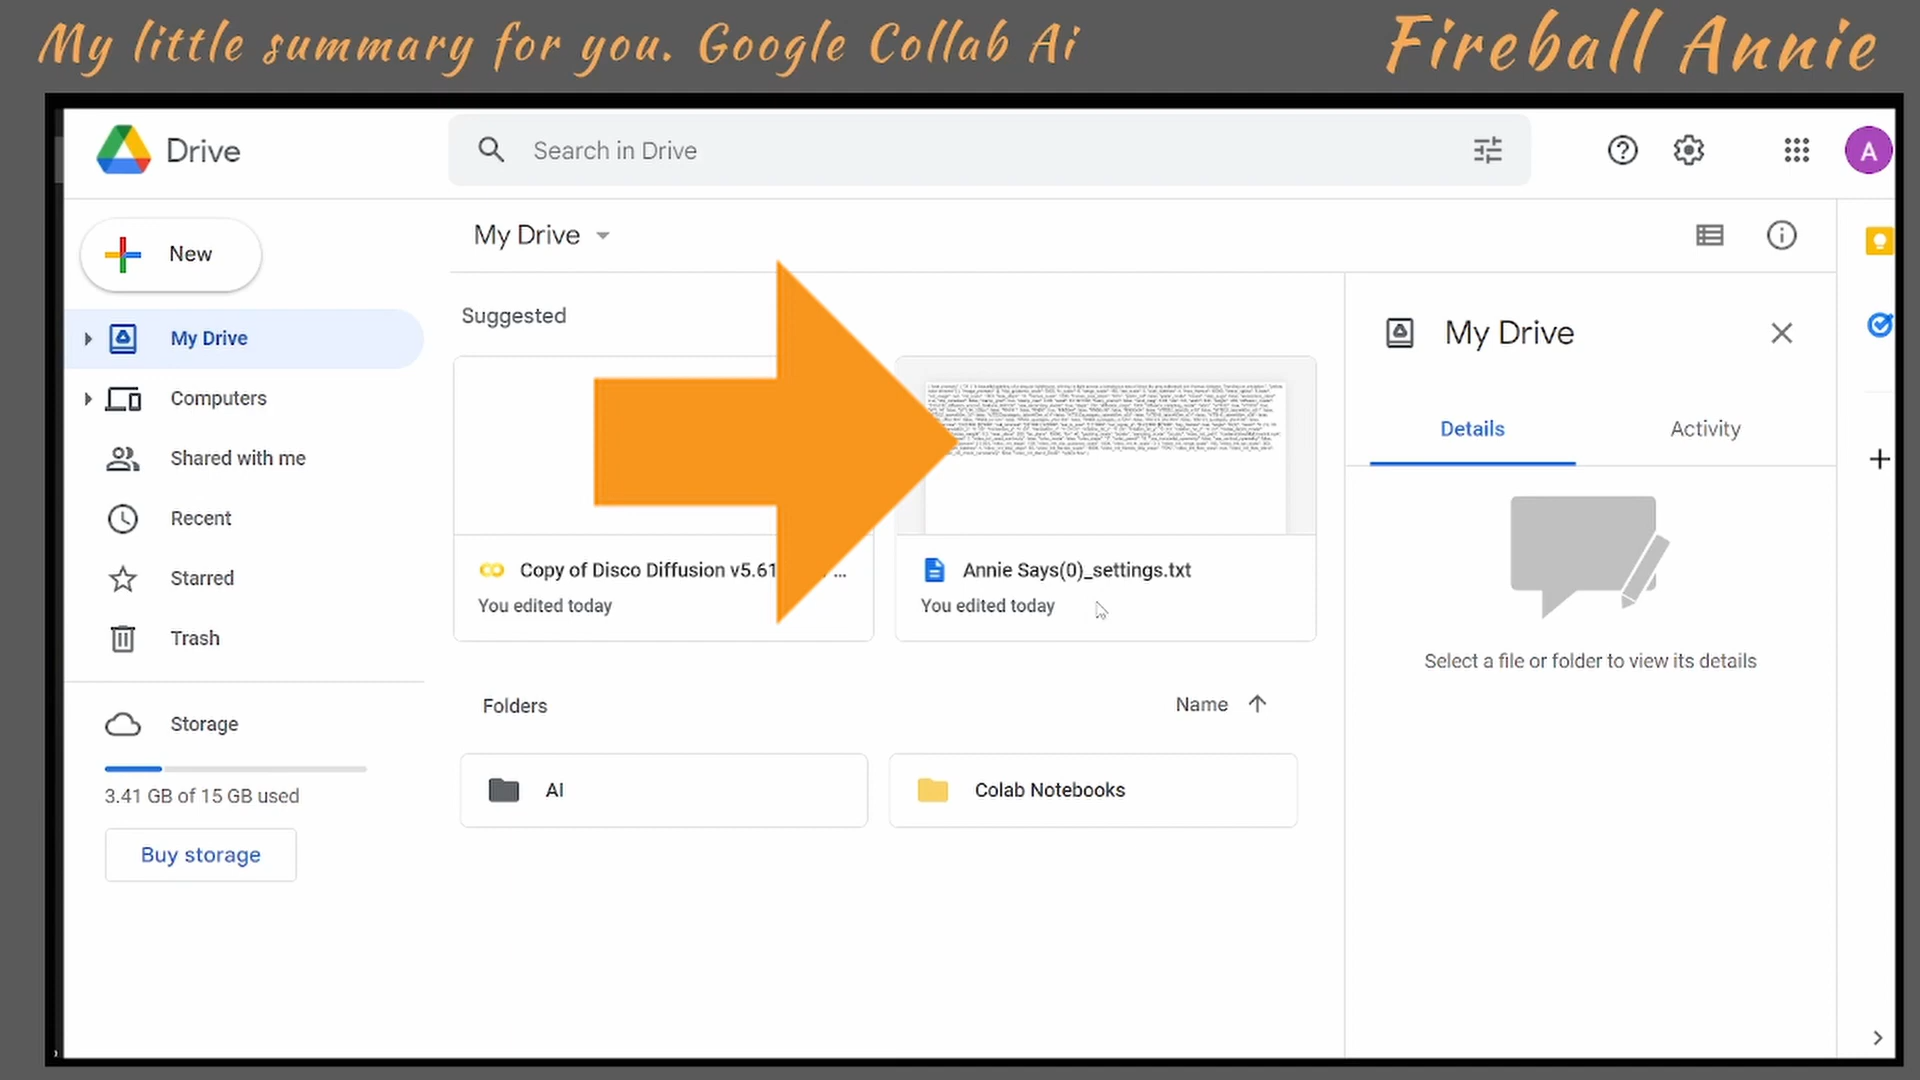 My little summary for you. Google Collab Ai
Fireball Annie
Drive
Search in Drive
A
New
My Drive
Computers
Shared with me
Recent
Starred
Trash
Storage
3.41 GB of 15 GB used
Buy storage
My Drive
Suggested
Copy of Disco Diffusion v5.61 ...
You edited today
Annie Says(0)_settings.txt
You edited today
Folders
Name
AI
Colab Notebooks
My Drive
Details
Activity
Select a file or folder to view its details